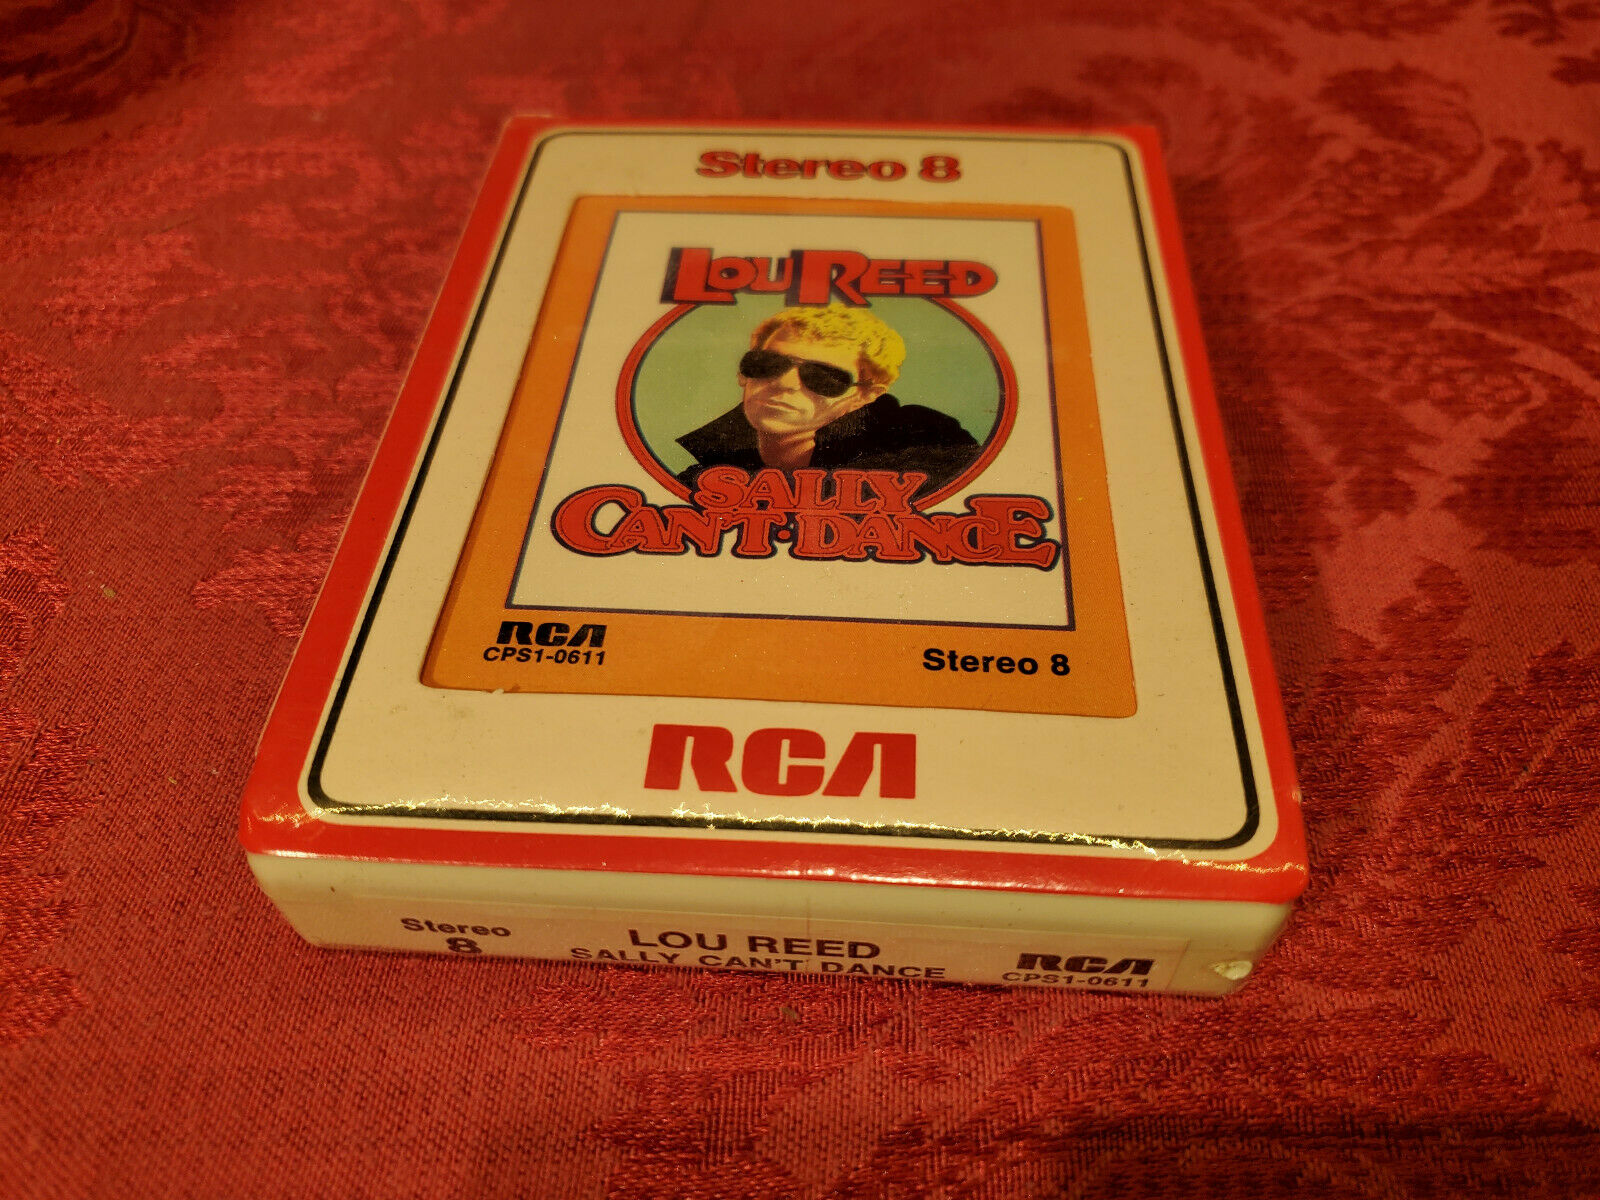 Stereo 8
LOU REED
SALLY
CAN'T·DANCE
RCA
CPS1-0611
Stereo 8
RCA
Stereo
8
LOU REED
SALLY CAN'T DANCE
RCA
CPS1-0611